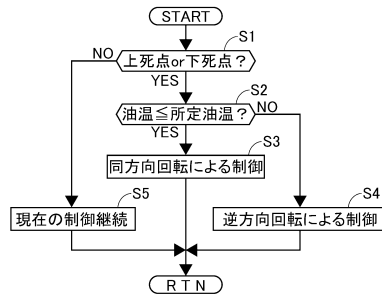 START
S1
上死点or下死点？
NO
YES
S2
油温≦所定油温？
NO
YES
S3
同方向回転による制御
S5
現在の制御継続
S4
逆方向回転による制御
RTN